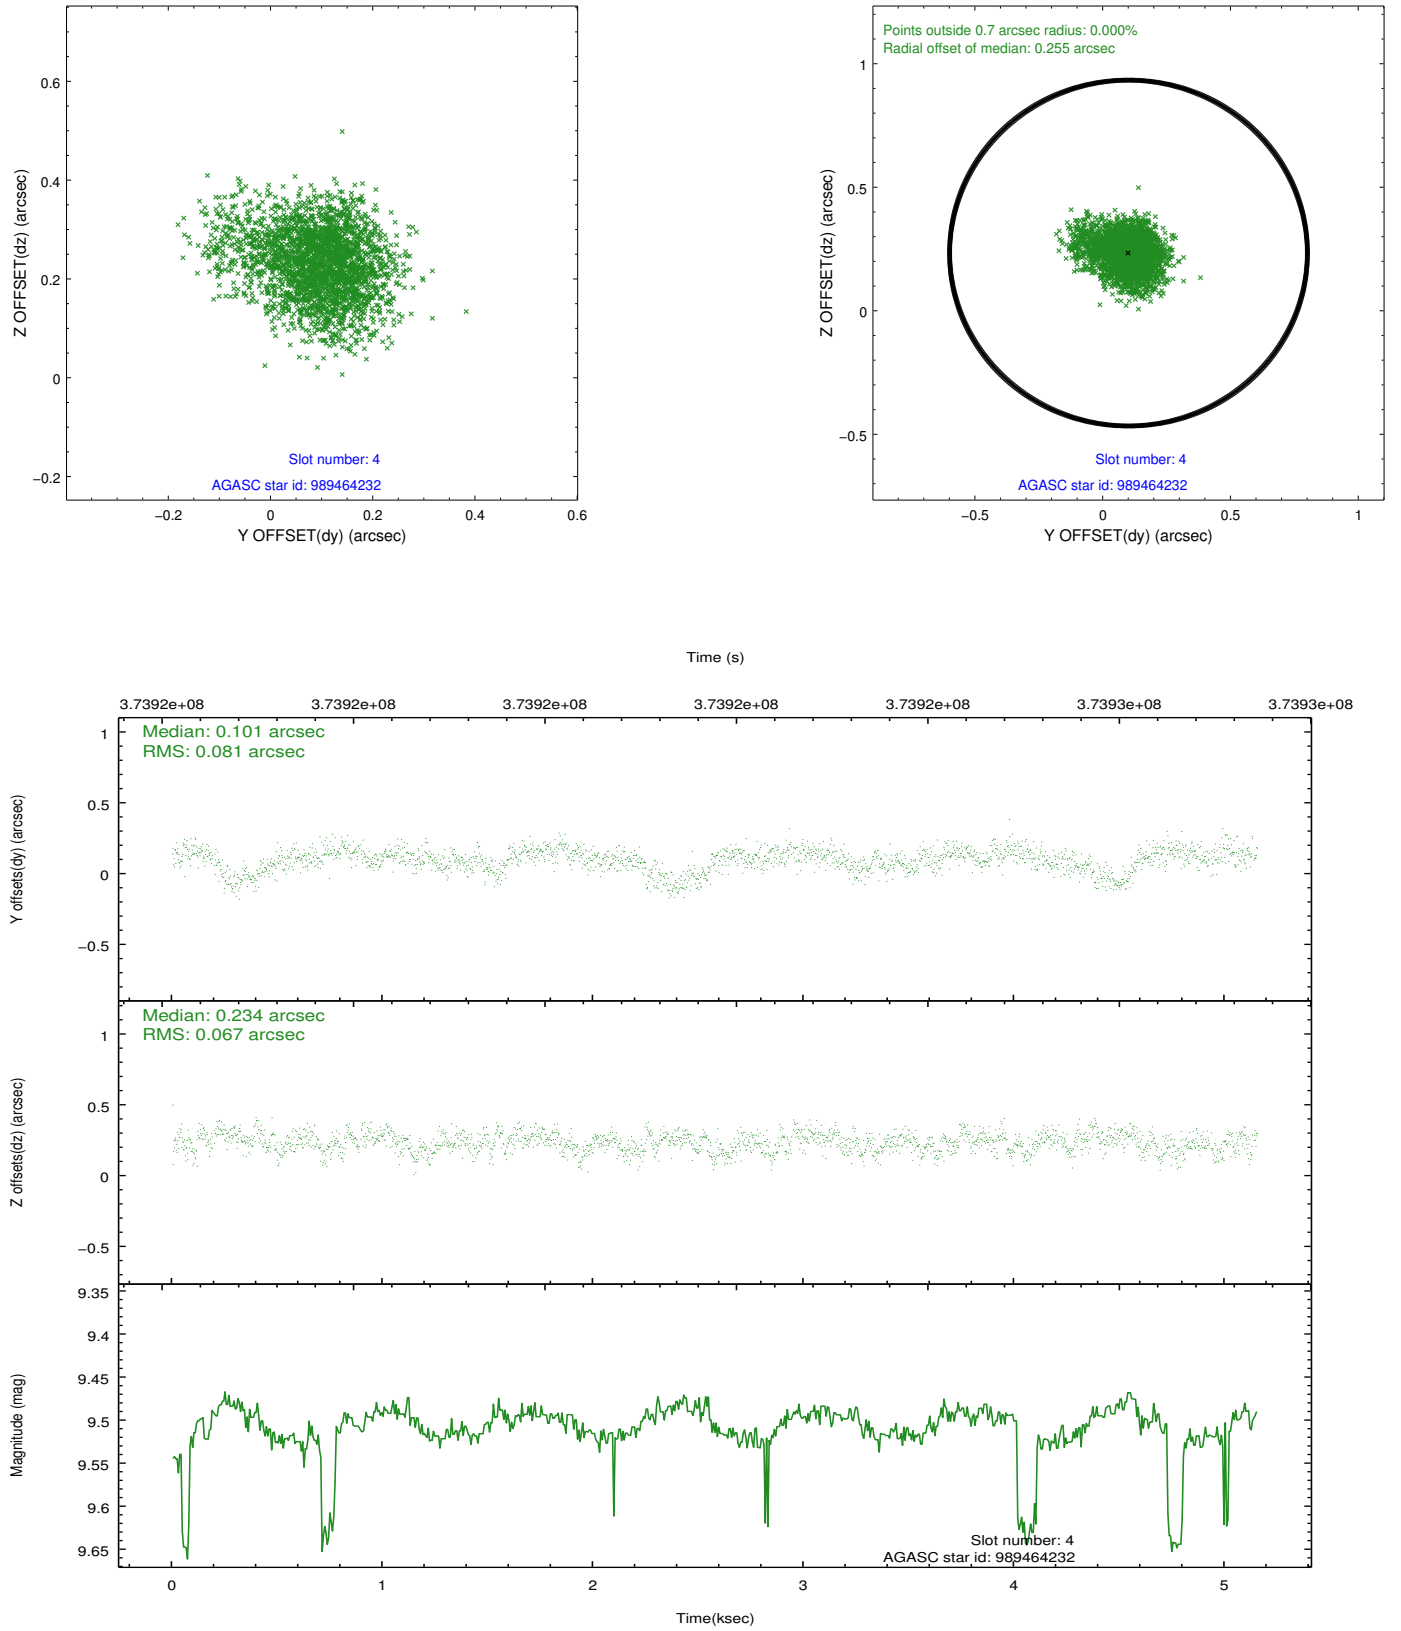 0.6
0.4
0.2
0
−0.2
Z OFFSET(dz) (arcsec)
−0.2 0 0.2 0.4 0.6
Y OFFSET(dy) (arcsec)
Slot number: 4
AGASC star id: 989464232
Points outside 0.7 arcsec radius: 0.000%
Radial offset of median: 0.255 arcsec
1
0.5
0
−0.5
Z OFFSET(dz) (arcsec)
−0.5 0 0.5 1
Y OFFSET(dy) (arcsec)
Slot number: 4
AGASC star id: 989464232
Time (s)
3.7392e+08 3.7392e+08 3.7392e+08 3.7392e+08 3.7392e+08 3.7393e+08 3.7393e+08
Median: 0.101 arcsec
RMS: 0.081 arcsec
1
0.5
0
−0.5
Y offsets(dy) (arcsec)
Median: 0.234 arcsec
RMS: 0.067 arcsec
1
0.5
0
−0.5
Z offsets(dz) (arcsec)
9.35
9.4
9.45
9.5
9.55
9.6
9.65
Magnitude (mag)
Slot number: 4
AGASC star id: 989464232
0 1 2 3 4 5
Time(ksec)